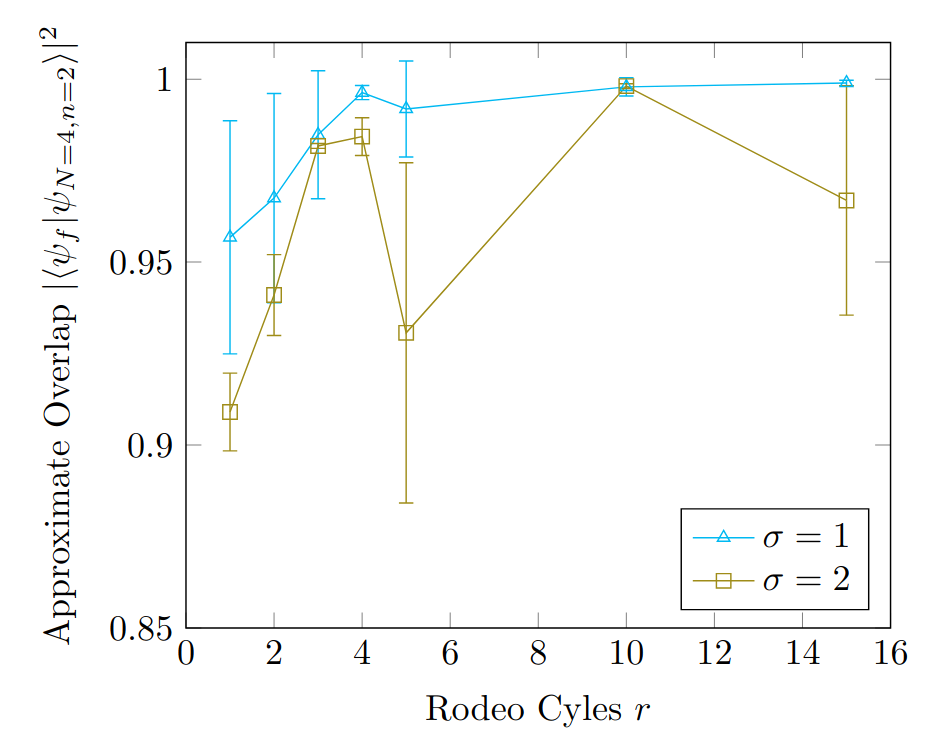 Approximate Overlap |⟨ψ_f|ψ_{N=4,n=2}⟩|^2
1
0.95
0.9
0.85
0 2 4 6 8 10 12 14 16
Rodeo Cyles r
σ = 1
σ = 2